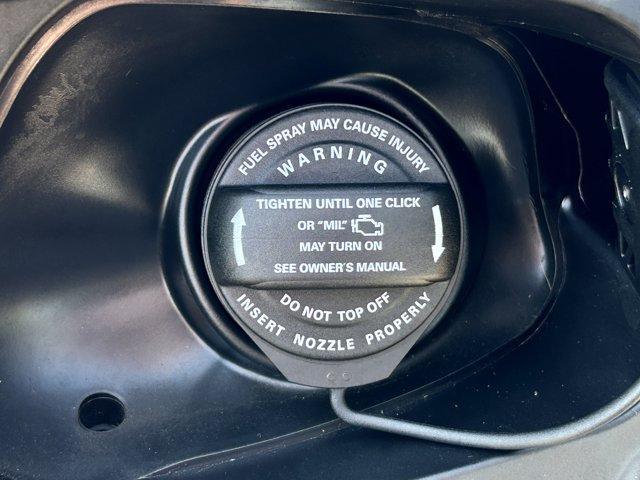 FUEL SPRAY MAY CAUSE INJURY
WARNING
TIGHTEN UNTIL ONE CLICK
OR "MIL"
MAY TURN ON
SEE OWNER'S MANUAL
DO NOT TOP OFF
INSERT NOZZLE PROPERLY